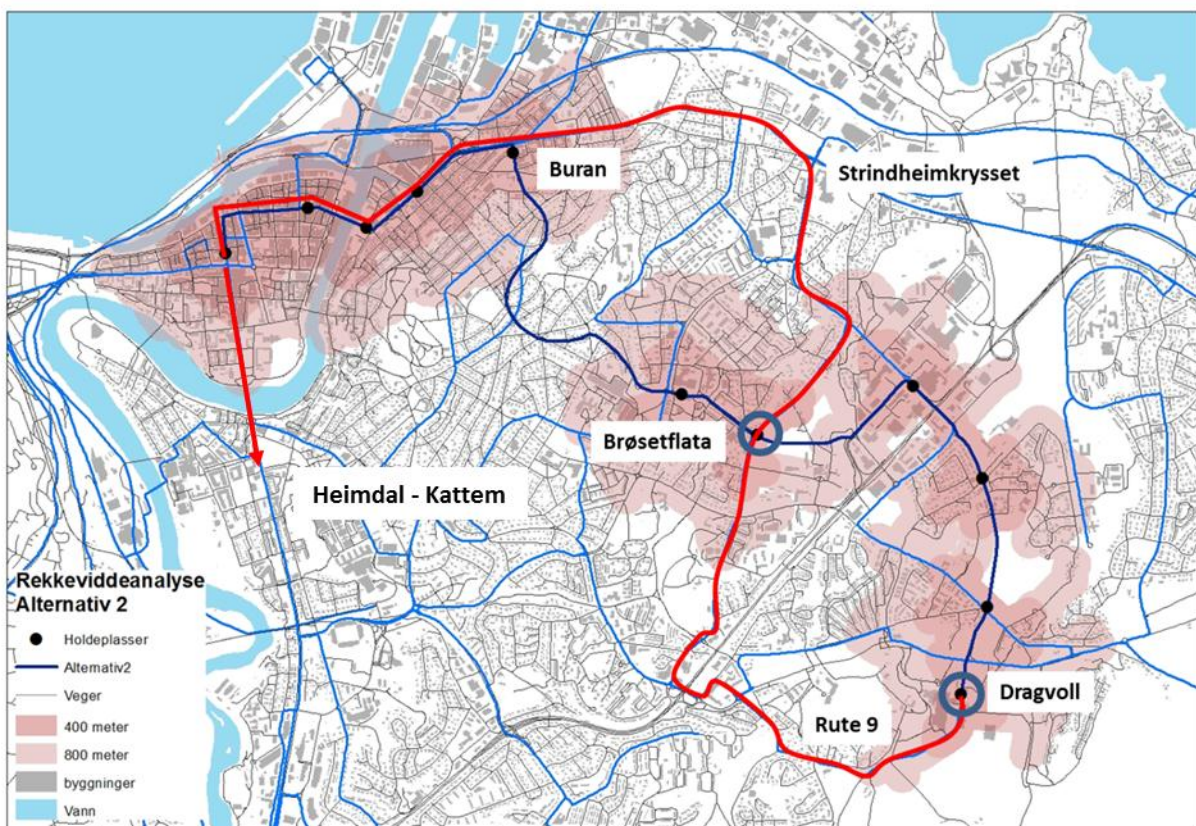 Buran
Strindheimkrysset
Brøsetflata
Heimdal - Kattem
Dragvoll
Rute 9
Rekkeviddeanalyse
Alternativ 2
Holdeplasser
Alternativ2
Veger
400 meter
800 meter
byggninger
Vann